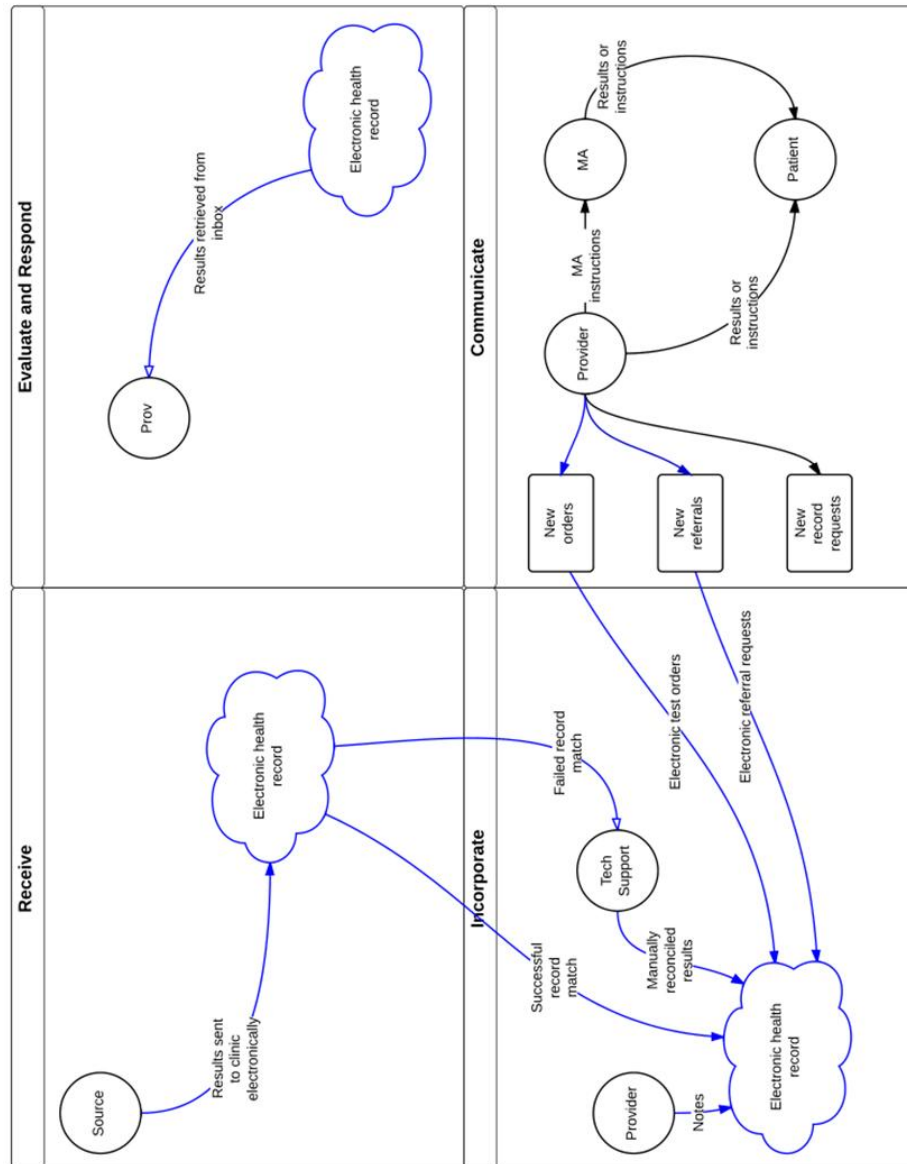 Receive
Source
Results sent
to clinic
electronically
Electronic health
record
Evaluate and Respond
Prov
Results retrieved from
inbox
Electronic health
record
Incorporate
Successful
record
match
Failed record
match
Tech
Support
Manually
reconciled
results
Provider
Notes
Electronic health
record
Electronic test orders
Electronic referral requests
Communicate
New
orders
New
referrals
New
record
requests
Provider
MA
instructions
MA
Results or
instructions
Results or
instructions
Patient